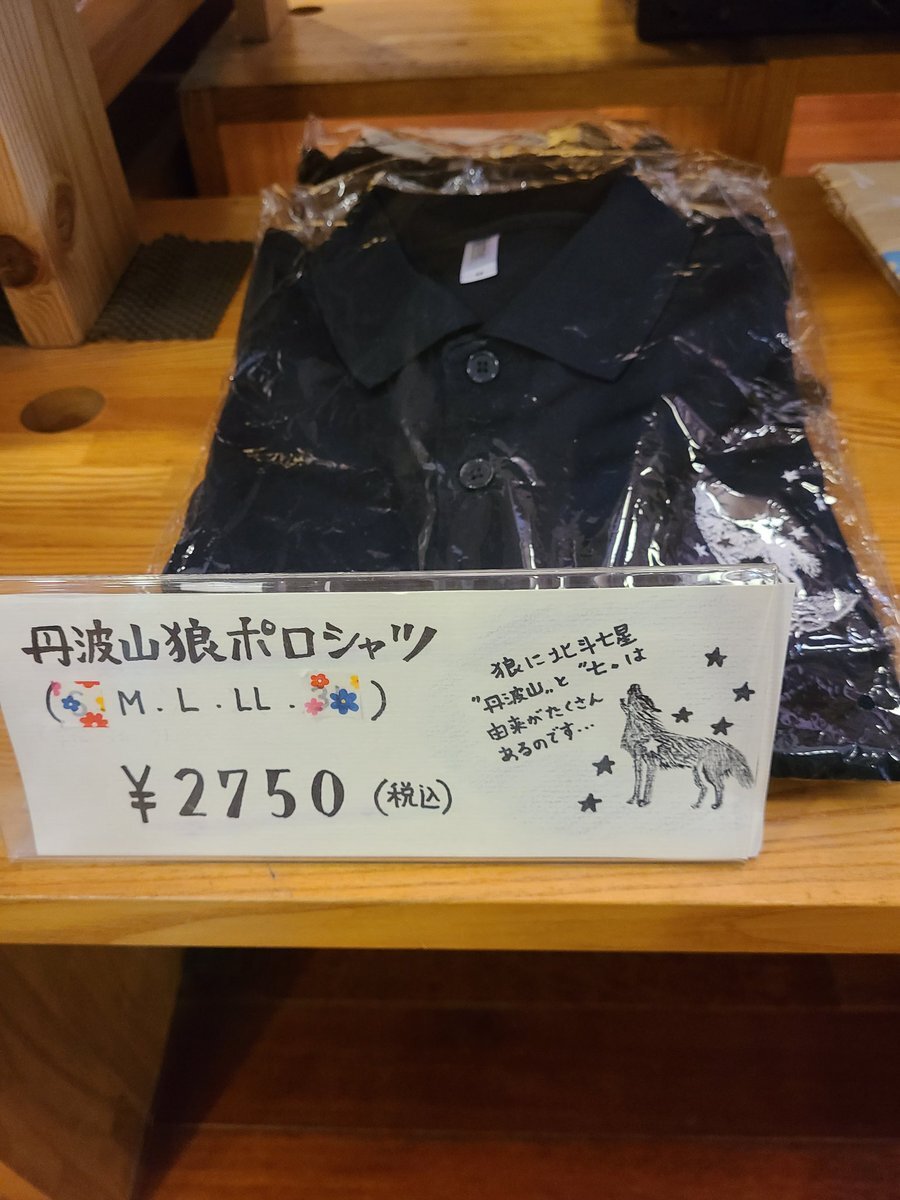 丹波山狼ポロシャツ
( M . L . LL . )
¥2750 (税込)
狼に北斗七星
"丹波山"と"七"は
由来がたくさん
あるのです…